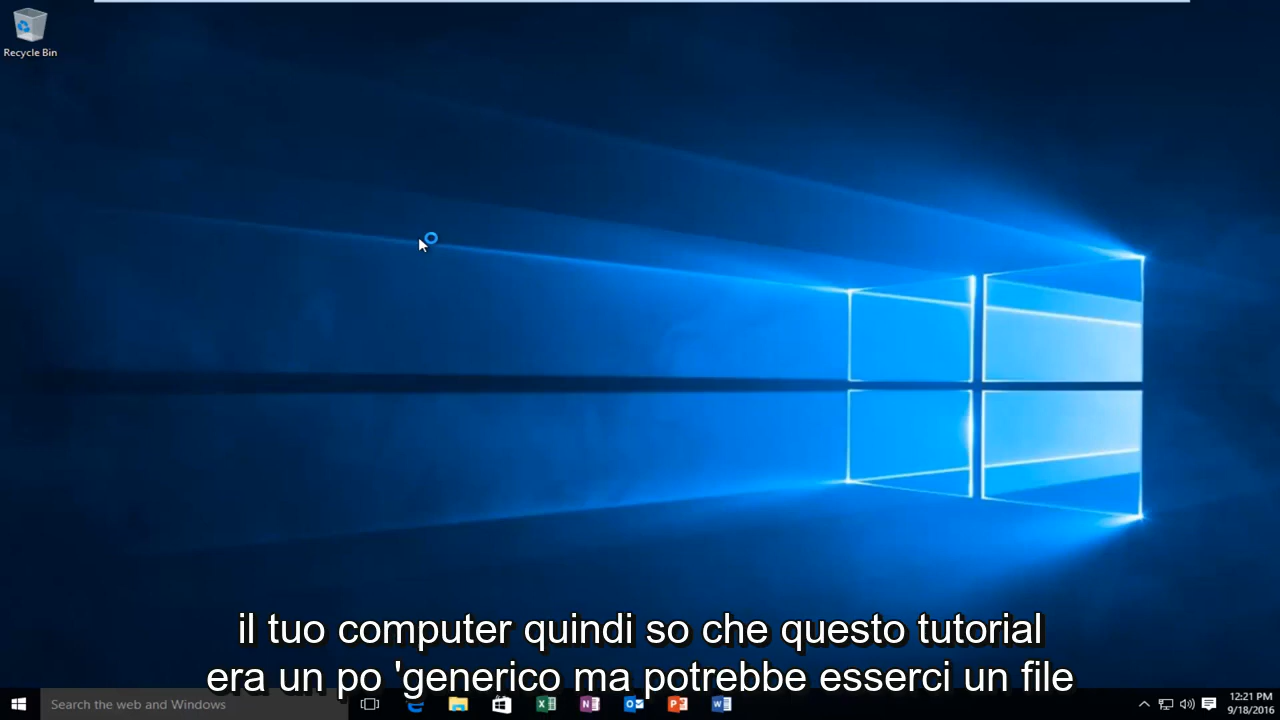 Recycle Bin
il tuo computer quindi so che questo tutorial
era un po 'generico ma potrebbe esserci un file
Search the web and Windows
12:21 PM
9/18/2016